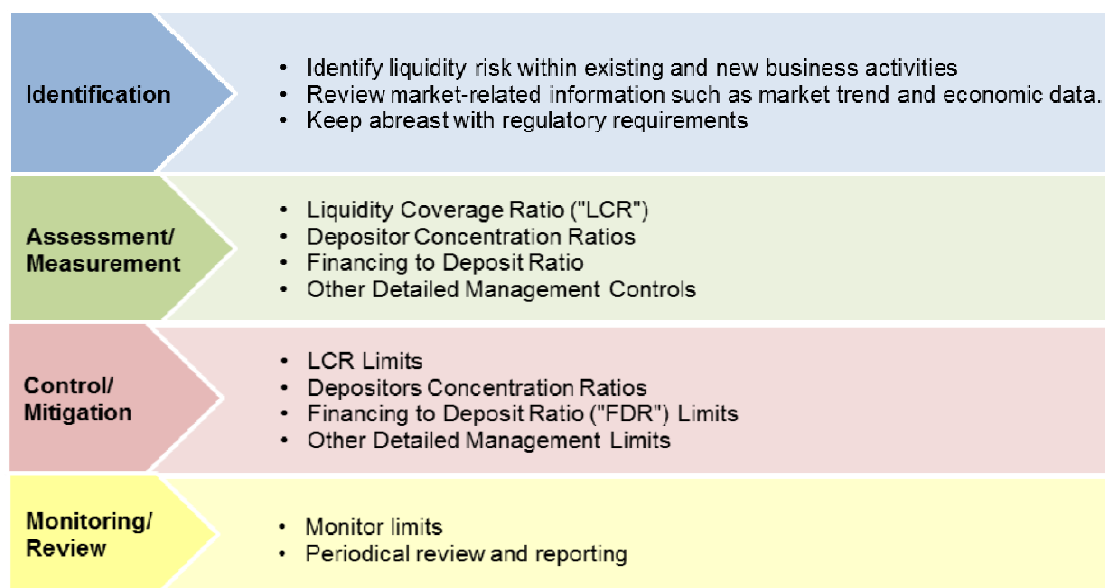 Identification
• Identify liquidity risk within existing and new business activities
• Review market-related information such as market trend and economic data.
• Keep abreast with regulatory requirements
Assessment/
Measurement
• Liquidity Coverage Ratio ("LCR")
• Depositor Concentration Ratios
• Financing to Deposit Ratio
• Other Detailed Management Controls
Control/
Mitigation
• LCR Limits
• Depositors Concentration Ratios
• Financing to Deposit Ratio ("FDR") Limits
• Other Detailed Management Limits
Monitoring/
Review
• Monitor limits
• Periodical review and reporting